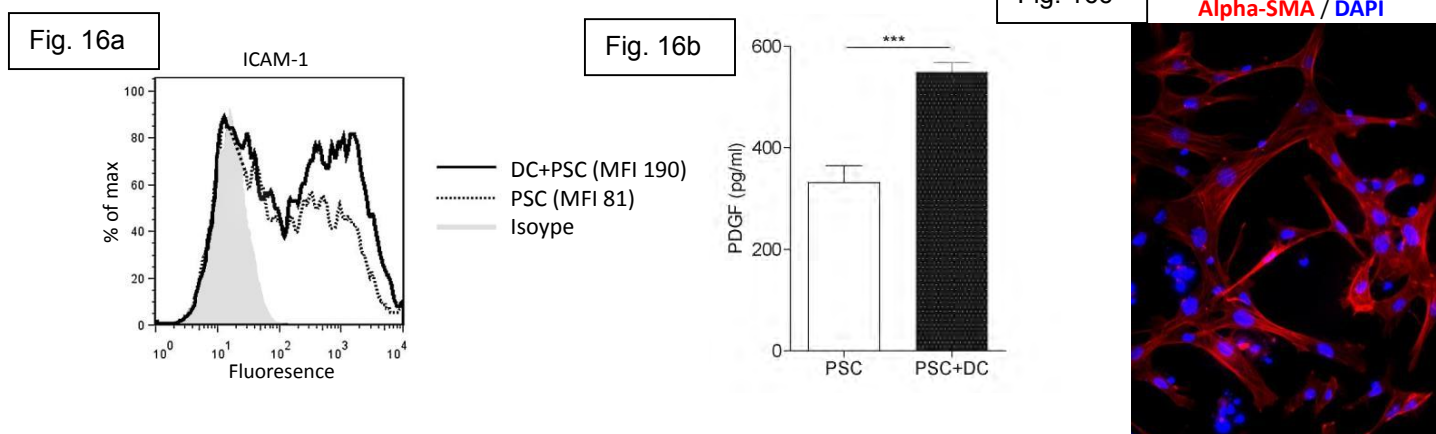 Fig. 16a
ICAM-1
% of max
100
80
60
40
20
0
10^0 10^1 10^2 10^3 10^4
Fluoresence
DC+PSC (MFI 190)
PSC (MFI 81)
Isoype
Fig. 16b
***
PDGF (pg/ml)
600
400
200
0
PSC PSC+DC
Alpha-SMA / DAPI